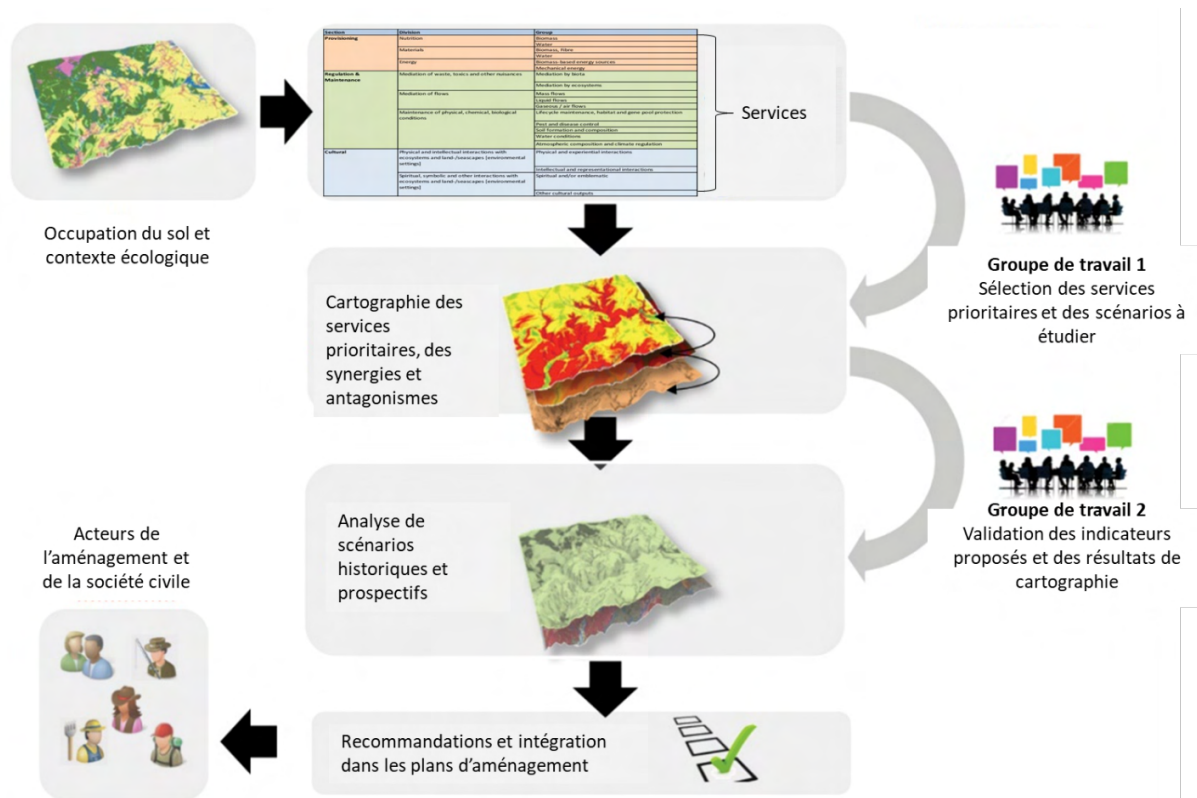 Section Division Group
Provisioning Nutrition Biomass
Water
Materials Biomass, fibre
Water
Energy Biomass-based energy sources
Mechanical energy
Regulation & Maintenance Mediation of waste, toxics and other nuisances Mediation by biota
Mediation by ecosystems
Mediation of flows Mass flows
Liquid flows
Gaseous / air flows
Maintenance of physical, chemical, biological conditions Lifecycle maintenance, habitat and gene pool protection
Pest and disease control
Soil formation and composition
Water conditions
Atmospheric composition and climate regulation
Cultural Physical and intellectual interactions with ecosystems and land-/seascapes [environmental settings] Physical and experiential interactions
Intellectual and representational interactions
Spiritual, symbolic and other interactions with ecosystems and land-/seascapes [environmental settings] Spiritual and/or emblematic
Other cultural outputs
Services
Occupation du sol et
contexte écologique
Groupe de travail 1
Sélection des services
prioritaires et des scénarios à
étudier
Cartographie des
services
prioritaires, des
synergies et
antagonismes
Groupe de travail 2
Validation des indicateurs
proposés et des résultats de
cartographie
Analyse de
scénarios
historiques et
prospectifs
Acteurs de
l’aménagement et
de la société civile
Recommandations et intégration
dans les plans d’aménagement